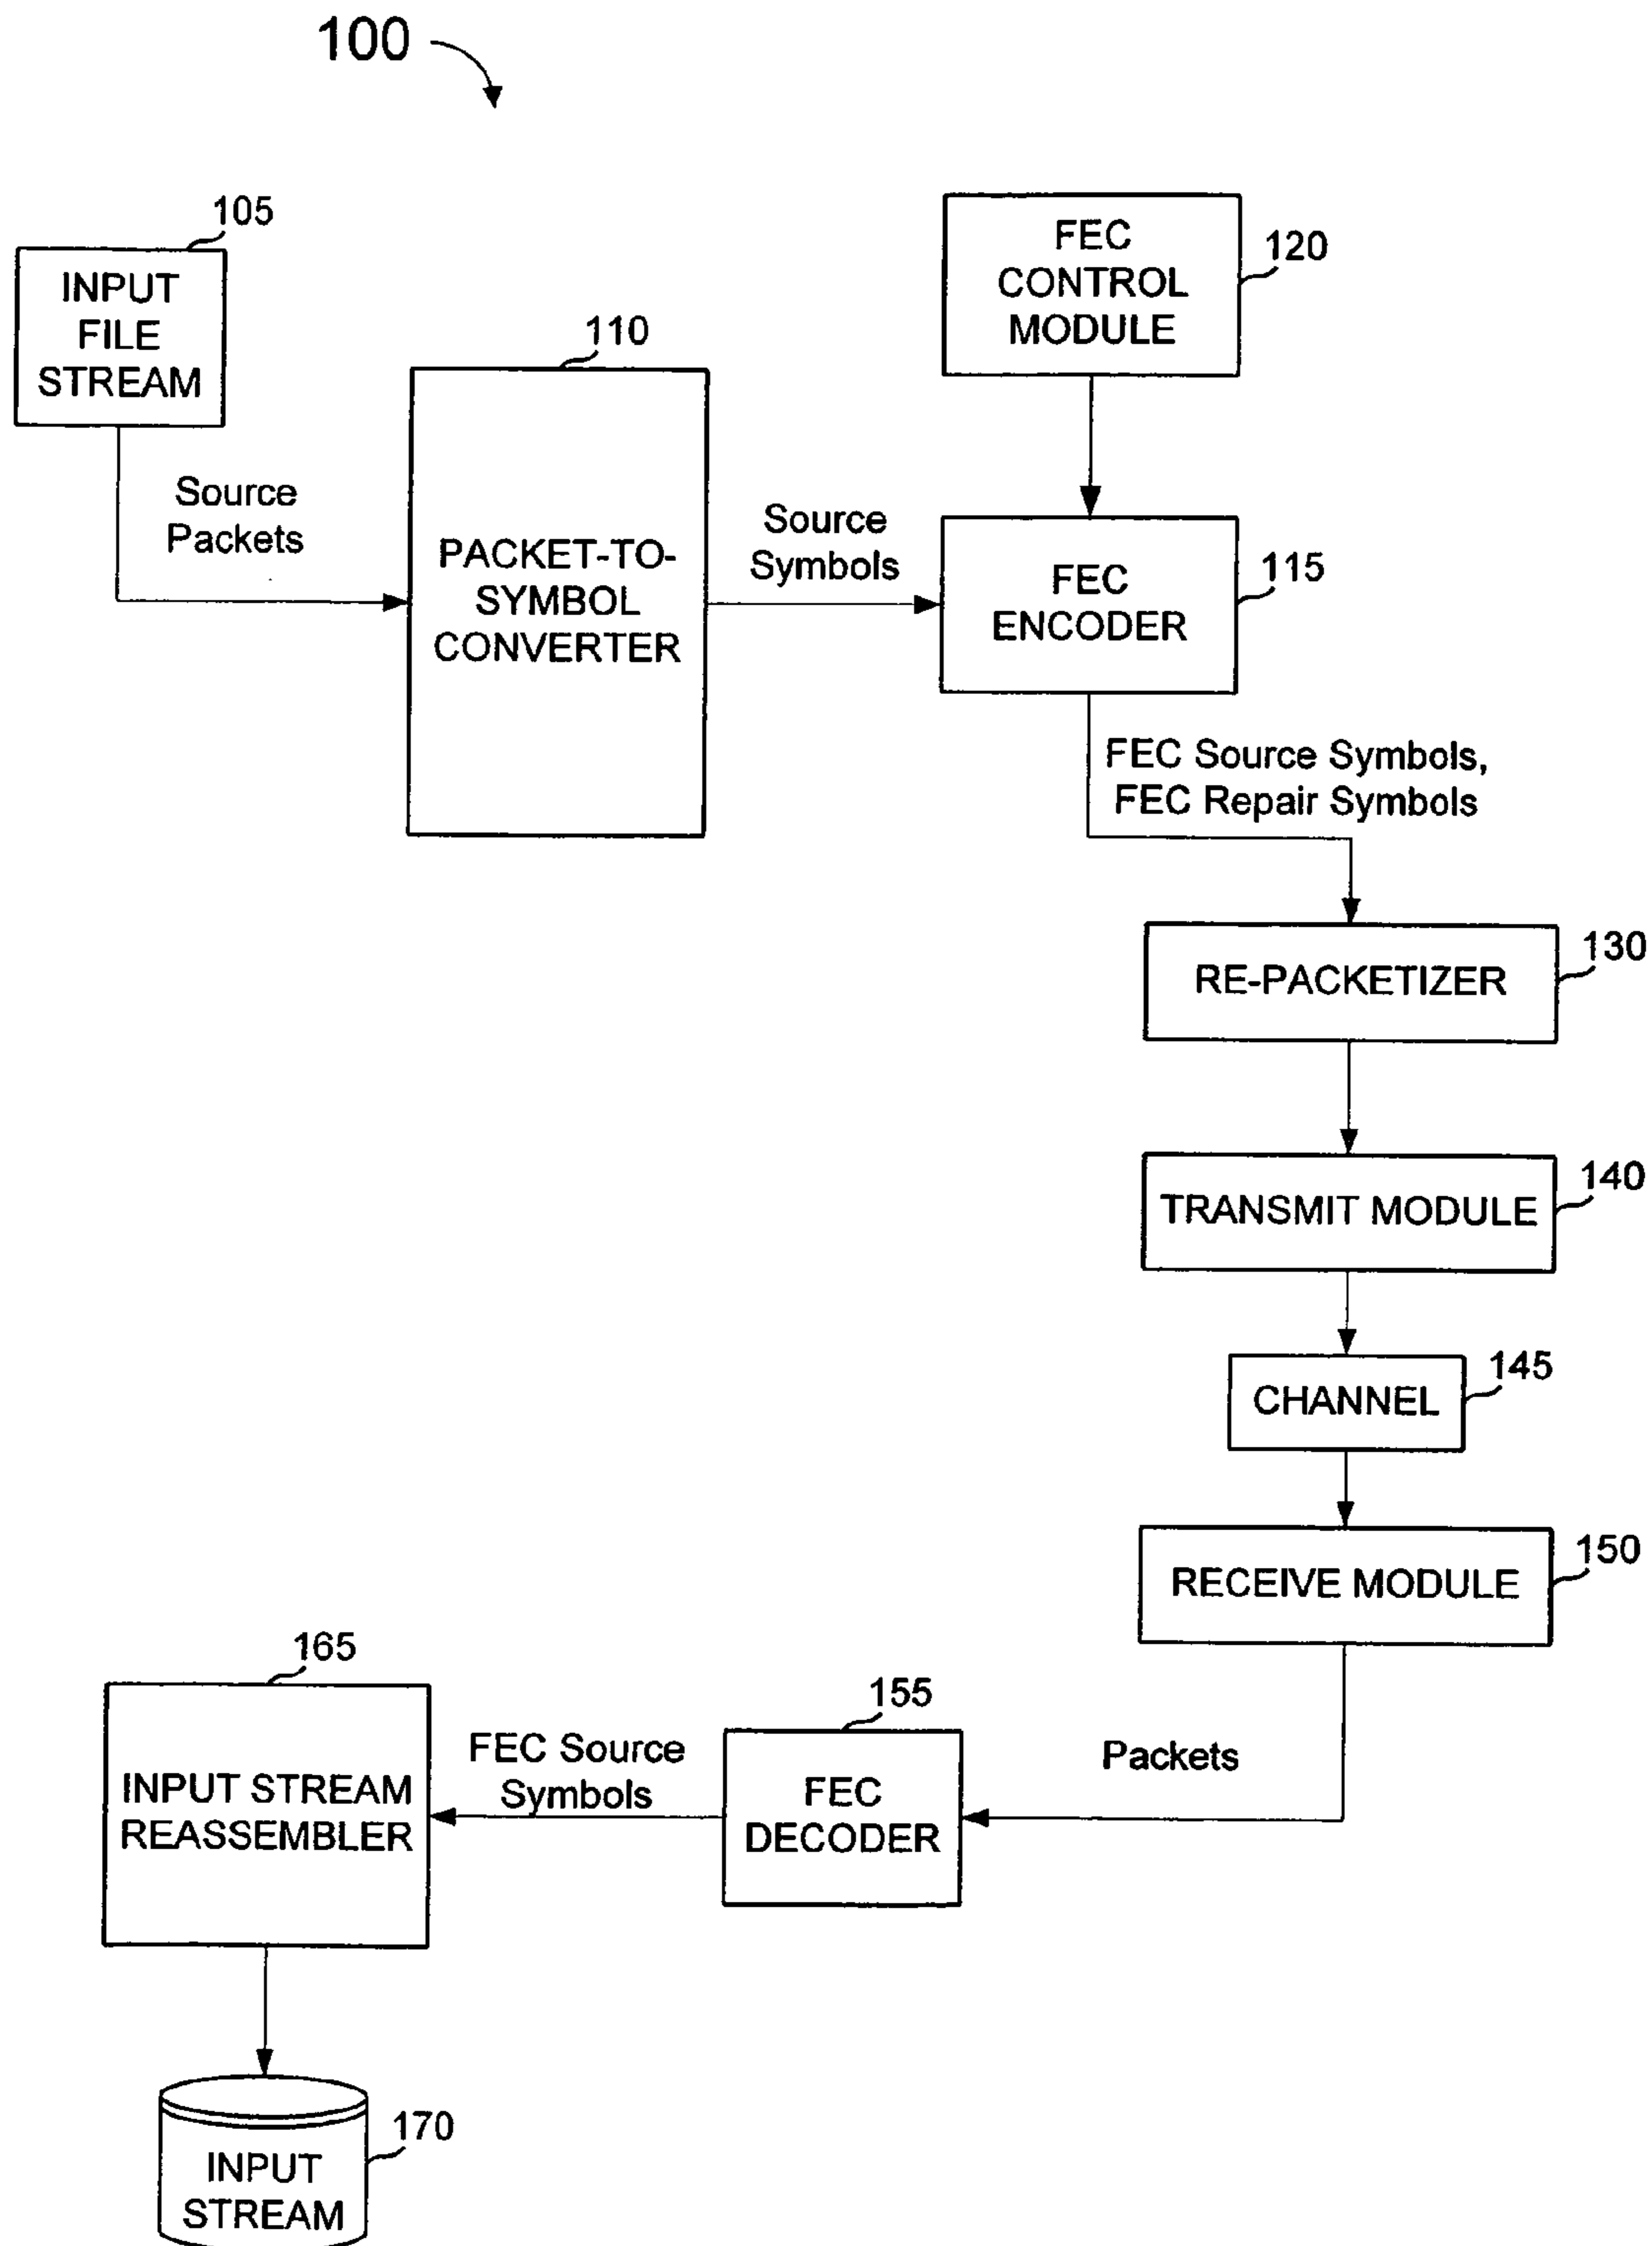 100
105
INPUT
FILE
STREAM
Source
Packets
110
PACKET-TO-
SYMBOL
CONVERTER
Source
Symbols
FEC
CONTROL
MODULE
120
FEC
ENCODER
115
FEC Source Symbols,
FEC Repair Symbols
RE-PACKETIZER
130
TRANSMIT MODULE
140
CHANNEL
145
RECEIVE MODULE
150
Packets
155
FEC
DECODER
FEC Source
Symbols
165
INPUT STREAM
REASSEMBLER
170
INPUT
STREAM